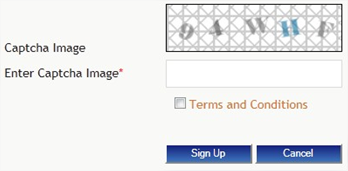 Captcha Image
Enter Captcha Image*
Terms and Conditions
Sign Up
Cancel